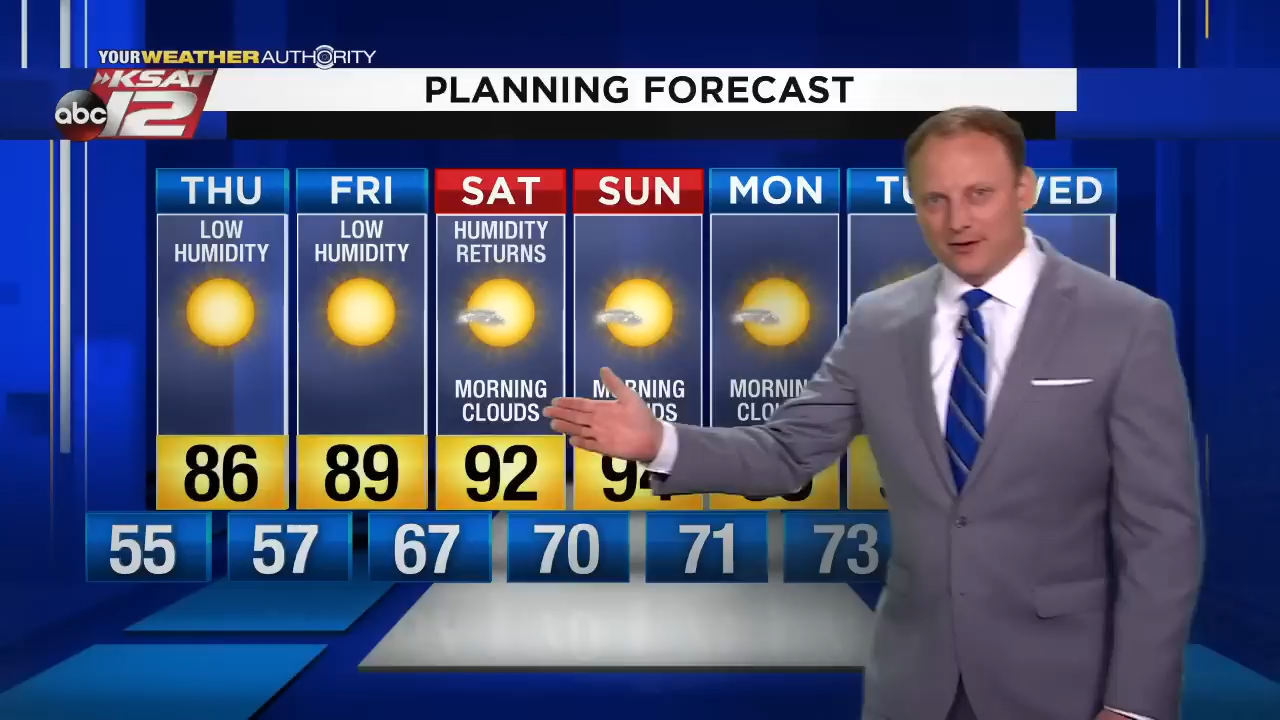 YOURWEATHERAUTHORITY
KSAT
abc 12
PLANNING FORECAST
THU FRI SAT SUN MON
LOW HUMIDITY
LOW HUMIDITY
HUMIDITY RETURNS
MORNING CLOUDS
86 89 92
55 57 67 70 71 73